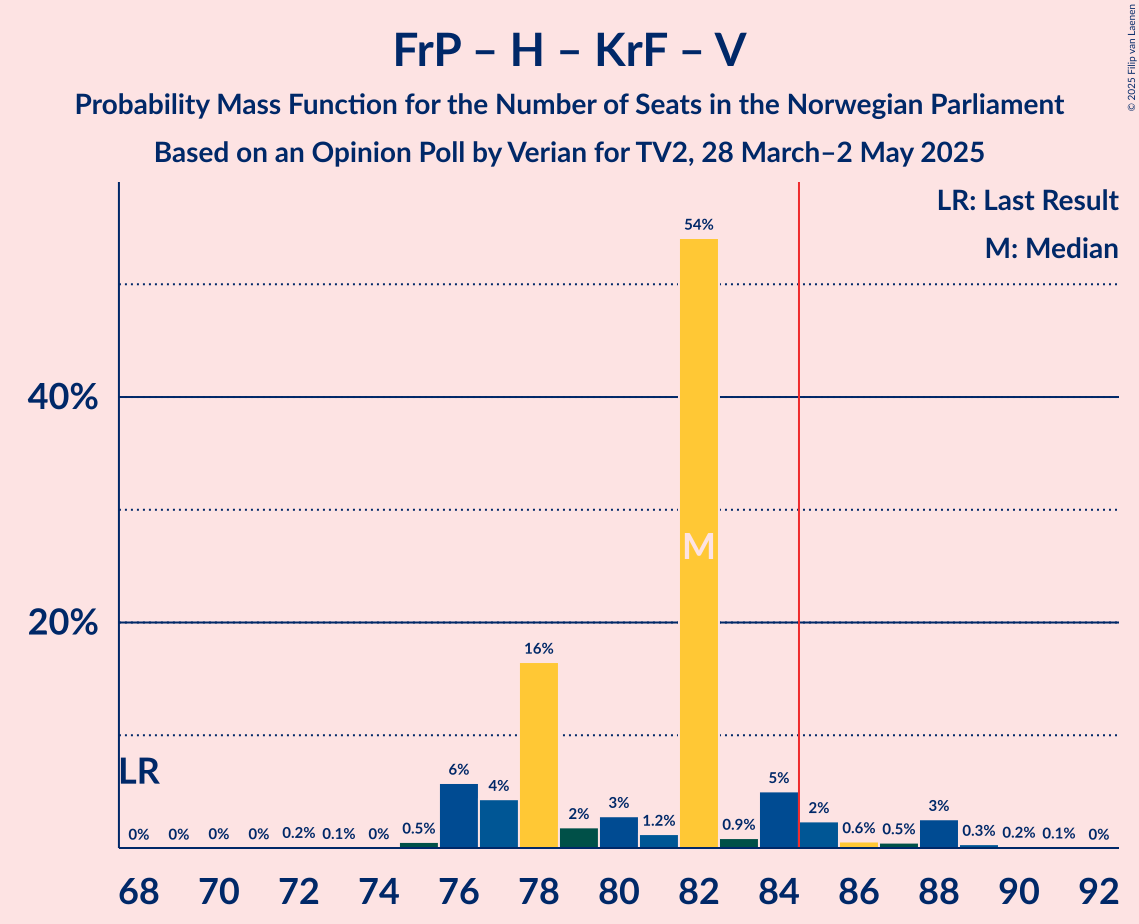 FrP – H – KrF – V
Probability Mass Function for the Number of Seats in the Norwegian Parliament
Based on an Opinion Poll by Verian for TV2, 28 March–2 May 2025
© 2025 Filip van Laenen
LR: Last Result
M: Median
40%
20%
LR
M
0% 0% 0% 0% 0.2% 0.1% 0% 0.5% 6% 4% 16% 2% 3% 1.2% 54% 0.9% 5% 2% 0.6% 0.5% 3% 0.3% 0.2% 0.1% 0%
68 70 72 74 76 78 80 82 84 86 88 90 92